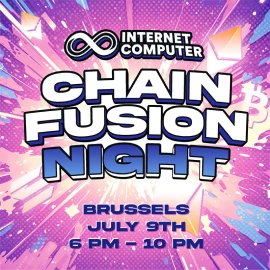 INTERNET
COMPUTER
CHAIN
FUSION
NIGHT
BRUSSELS
JULY 9TH
6 PM – 10 PM